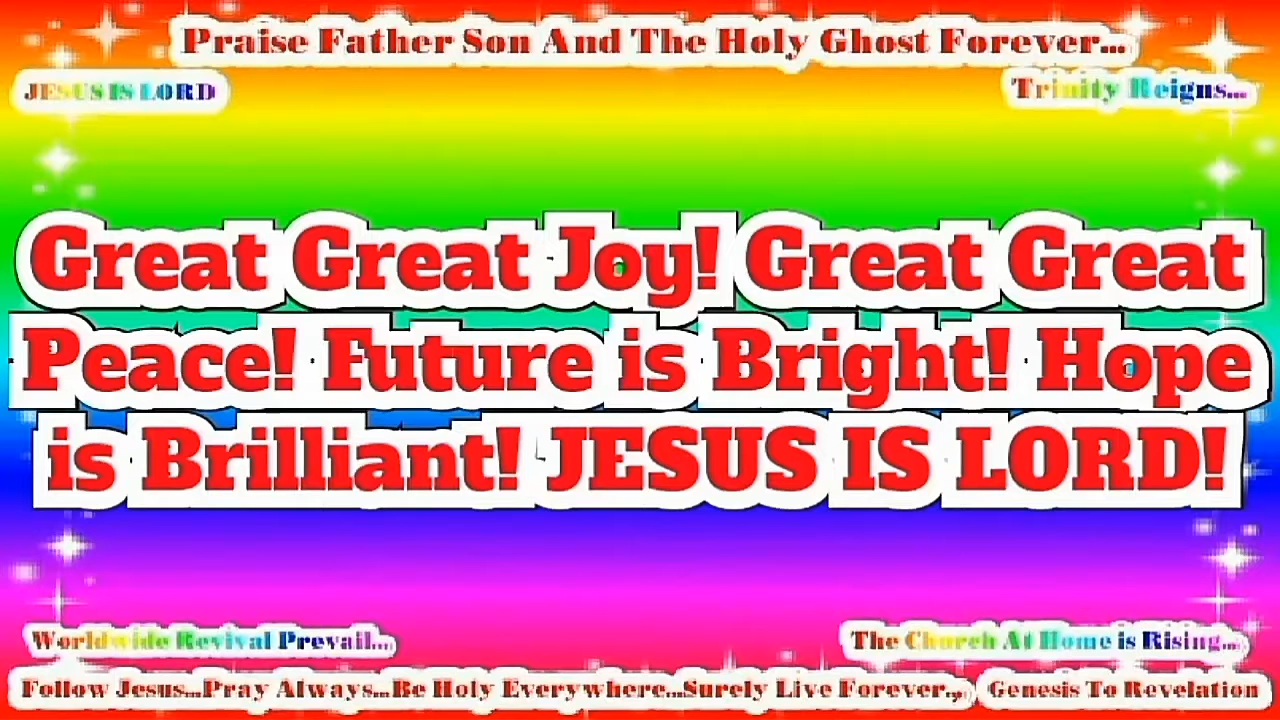 Praise Father Son And The Holy Ghost Forever...
JESUS IS LORD
Trinity Reigns...
Great Great Joy! Great Great
Peace! Future is Bright! Hope
is Brilliant! JESUS IS LORD!
Worldwide Revival Prevail...
The Church At Home is Rising...
Follow Jesus...Pray Always...Be Holy Everywhere...Surely Live Forever..,
Genesis To Revelation